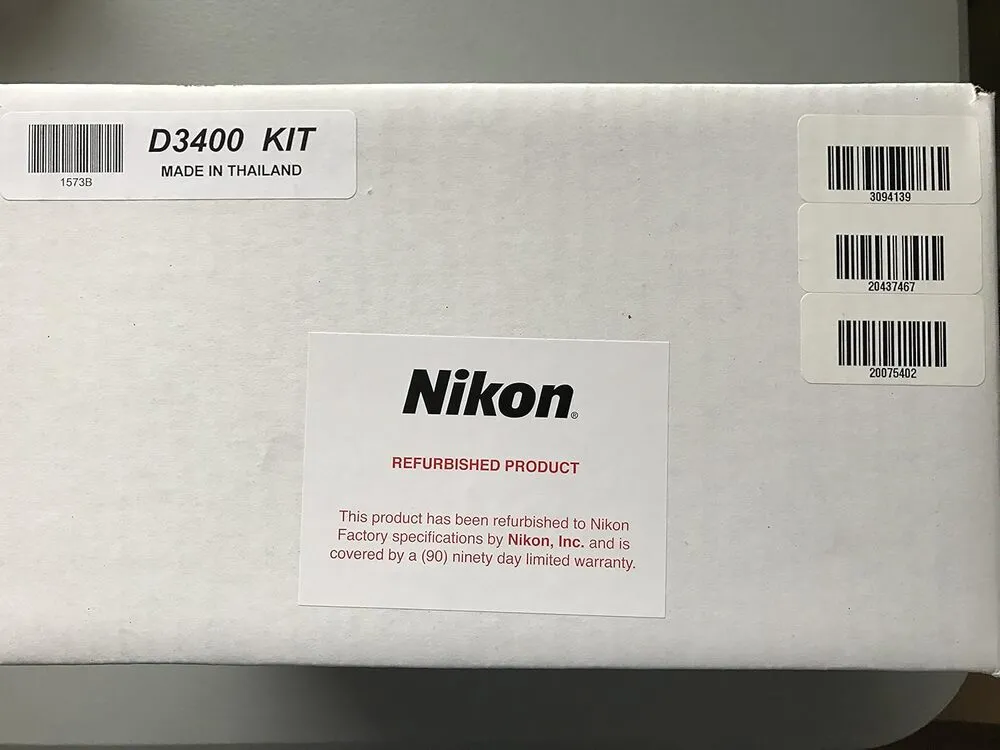 D3400 KIT
MADE IN THAILAND
1573B
3094139
20437467
20075402
Nikon®
REFURBISHED PRODUCT
This product has been refurbished to Nikon
Factory specifications by Nikon, Inc. and is
covered by a (90) ninety day limited warranty.